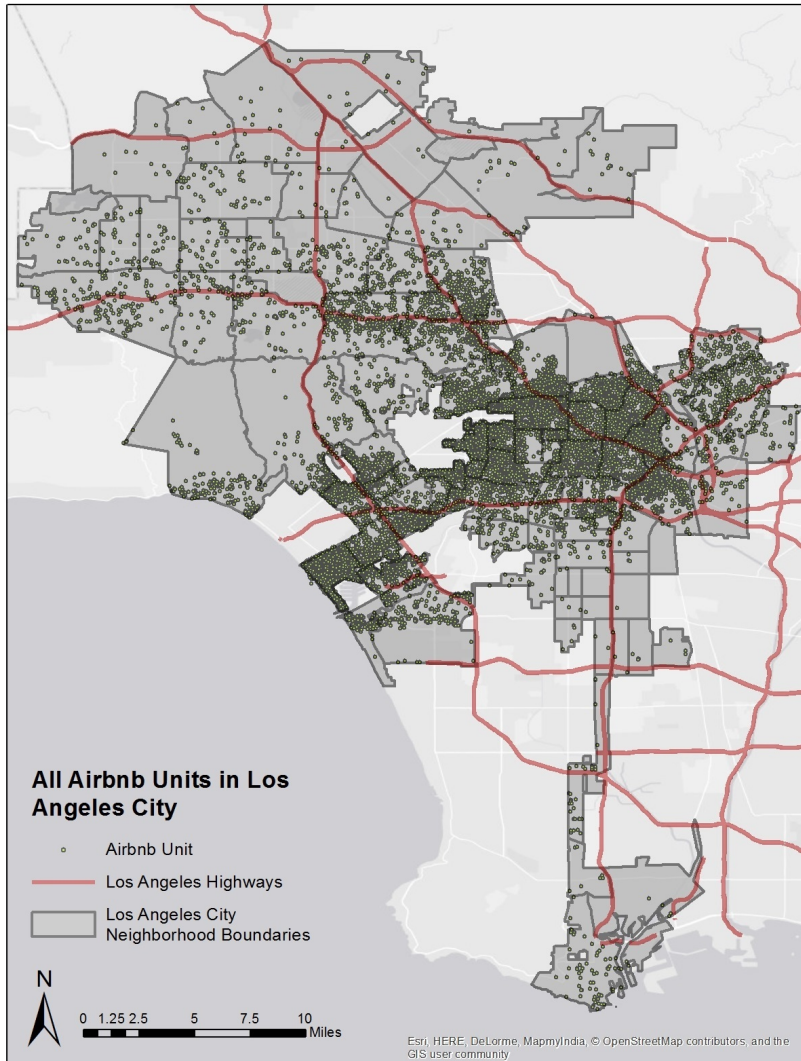 All Airbnb Units in Los
Angeles City
Airbnb Unit
Los Angeles Highways
Los Angeles City
Neighborhood Boundaries
N
0 1.25 2.5 5 7.5 10
Miles
Esri, HERE, DeLorme, MapmyIndia, © OpenStreetMap contributors, and the
GIS user community